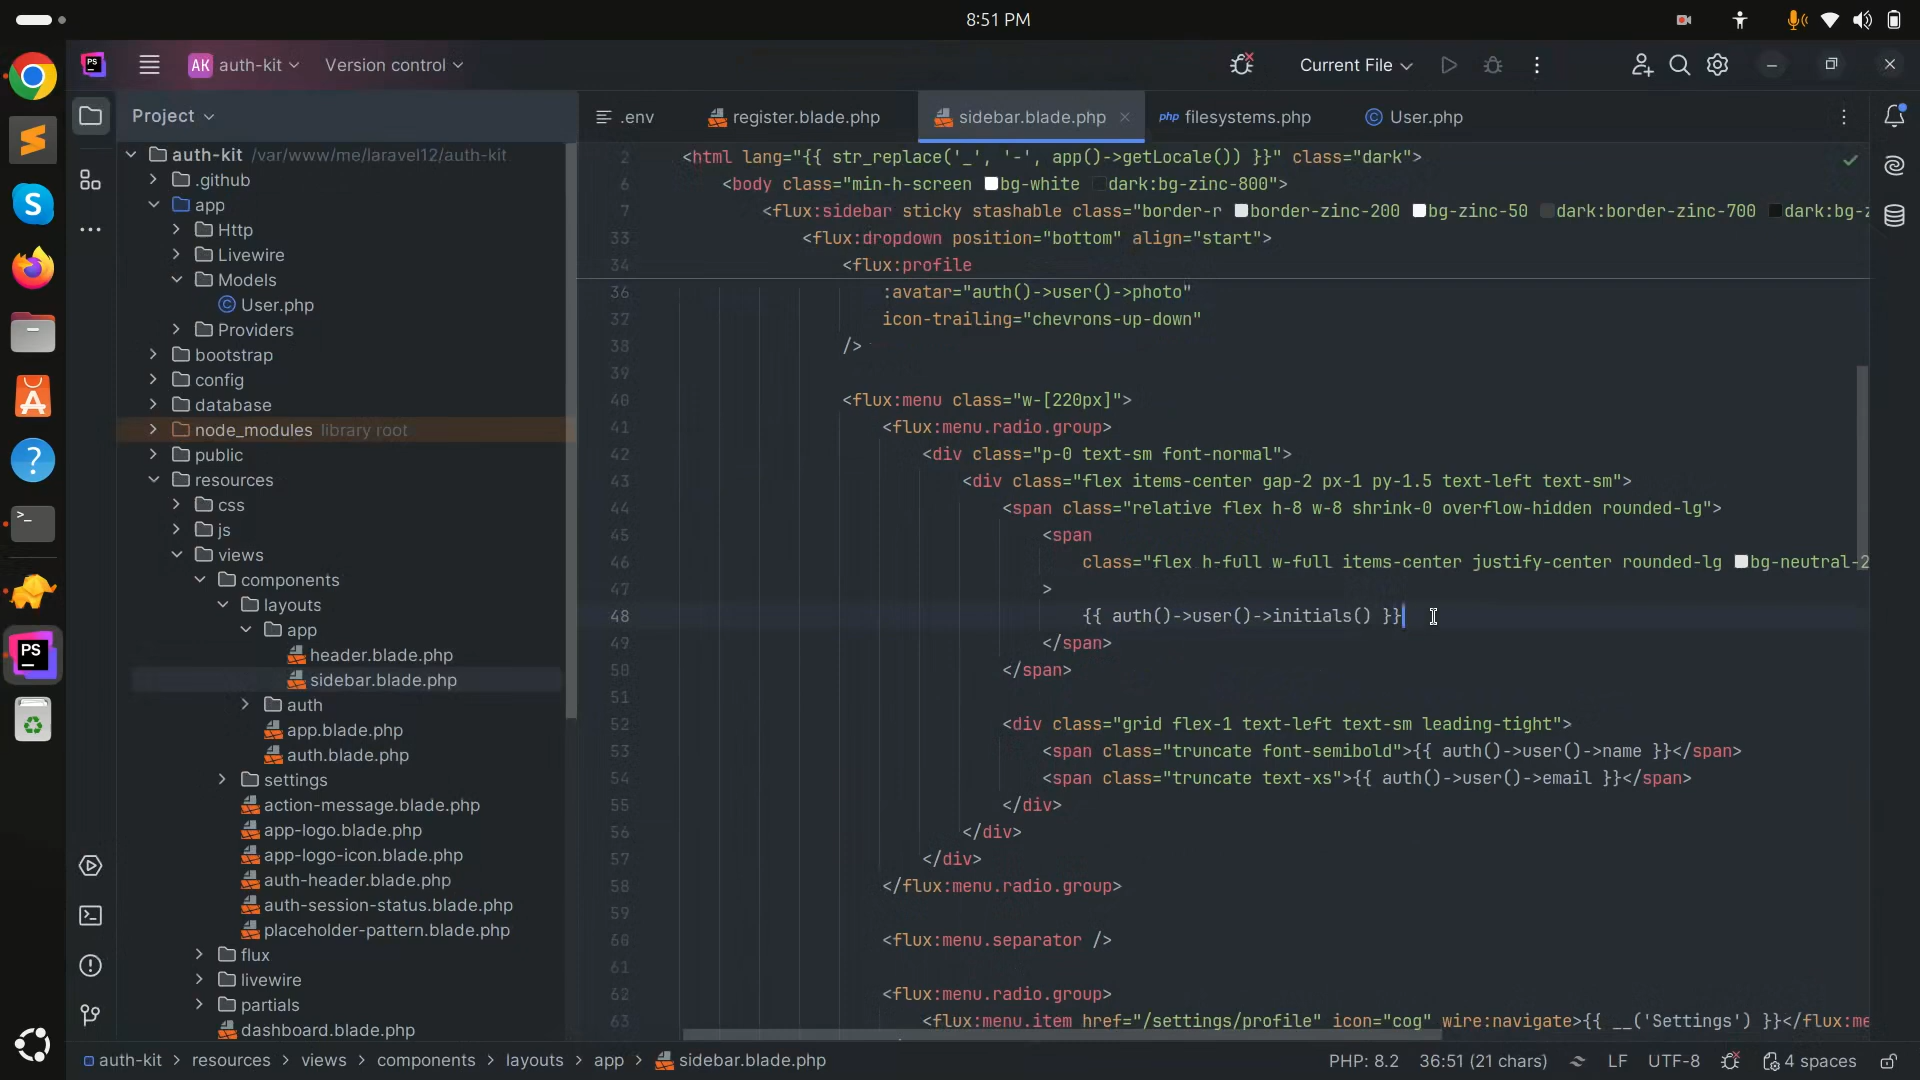 8:51 PM
PS
AK auth-kit
Version control
Current File
Project
.env
register.blade.php
sidebar.blade.php
php filesystems.php
User.php
auth-kit /var/www/me/laravel12/auth-kit
.github
app
Http
Livewire
Models
User.php
Providers
bootstrap
config
database
node_modules library root
public
resources
css
js
views
components
layouts
app
header.blade.php
sidebar.blade.php
auth
app.blade.php
auth.blade.php
settings
action-message.blade.php
app-logo.blade.php
app-logo-icon.blade.php
auth-header.blade.php
auth-session-status.blade.php
placeholder-pattern.blade.php
flux
livewire
partials
dashboard.blade.php
2 <html lang="{{ str_replace('_', '-', app()->getLocale()) }}" class="dark">
6 <body class="min-h-screen bg-white dark:bg-zinc-800">
7 <flux:sidebar sticky stashable class="border-r border-zinc-200 bg-zinc-50 dark:border-zinc-700 dark:bg-z
33 <flux:dropdown position="bottom" align="start">
34 <flux:profile
36 :avatar="auth()->user()->photo"
37 icon-trailing="chevrons-up-down"
38 />
39
40 <flux:menu class="w-[220px]">
41 <flux:menu.radio.group>
42 <div class="p-0 text-sm font-normal">
43 <div class="flex items-center gap-2 px-1 py-1.5 text-left text-sm">
44 <span class="relative flex h-8 w-8 shrink-0 overflow-hidden rounded-lg">
45 <span
46 class="flex h-full w-full items-center justify-center rounded-lg bg-neutral-2
47 >
48 {{ auth()->user()->initials() }}
49 </span>
50 </span>
51
52 <div class="grid flex-1 text-left text-sm leading-tight">
53 <span class="truncate font-semibold">{{ auth()->user()->name }}</span>
54 <span class="truncate text-xs">{{ auth()->user()->email }}</span>
55 </div>
56 </div>
57 </div>
58 </flux:menu.radio.group>
59
60 <flux:menu.separator />
61
62 <flux:menu.radio.group>
63 <flux:menu.item href="/settings/profile" icon="cog" wire:navigate>{{ __('Settings') }}</flux:me
auth-kit > resources > views > components > layouts > app > sidebar.blade.php
PHP: 8.2 36:51 (21 chars) LF UTF-8 4 spaces